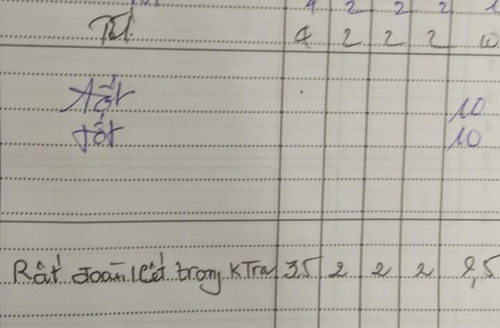 4 2 2 2
Tốt 4 2 2 2 10
Tốt 10
tốt 10
Rất đoàn kết trong KTra 3,5 2 2 2 9,5